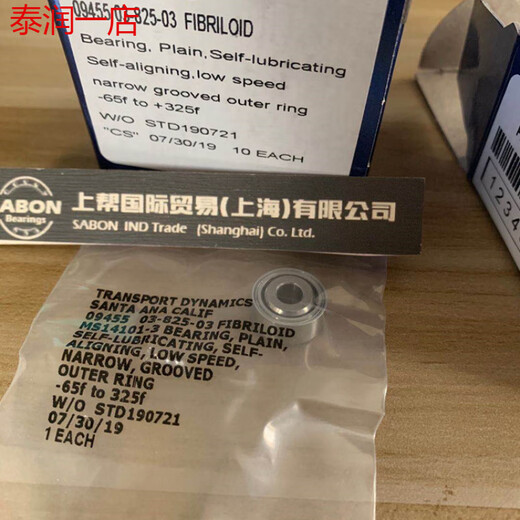 泰润一店
09455 03-825-03 FIBRILOID
Bearing, Plain,Self-lubricating
Self-aligning,low speed
narrow grooved outer ring
-65f to +325f
W/O STD190721
"CS" 07/30/19 10 EACH
1234
SABON
Bearings
上帮国际贸易(上海)有限公司
SABON IND Trade (Shanghai) Co. Ltd.
TRANSPORT DYNAMICS
SANTA ANA CALIF
09455 03-825-03 FIBRILOID
MS14101-3 BEARING, PLAIN,
SELF-LUBRICATING, SELF-
ALIGNING, LOW SPEED,
NARROW, GROOVED
OUTER RING
-65f to 325f
W/O STD190721
07/30/19
1 EACH